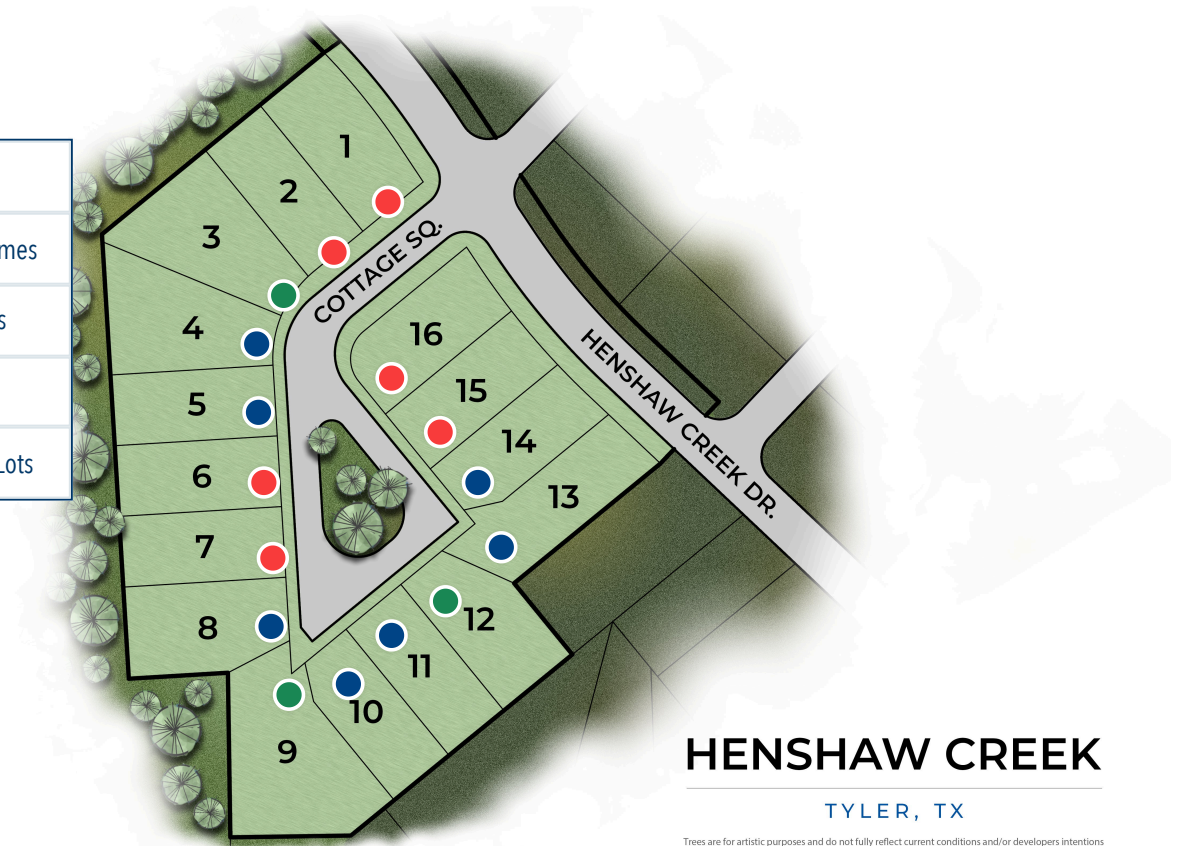 mes
s
Lots
1
2
3
4
5
6
7
8
9
10
11
12
13
14
15
16
COTTAGE SQ.
HENSHAW CREEK DR.
HENSHAW CREEK
TYLER, TX
Trees are for artistic purposes and do not fully reflect current conditions and/or developers intentions